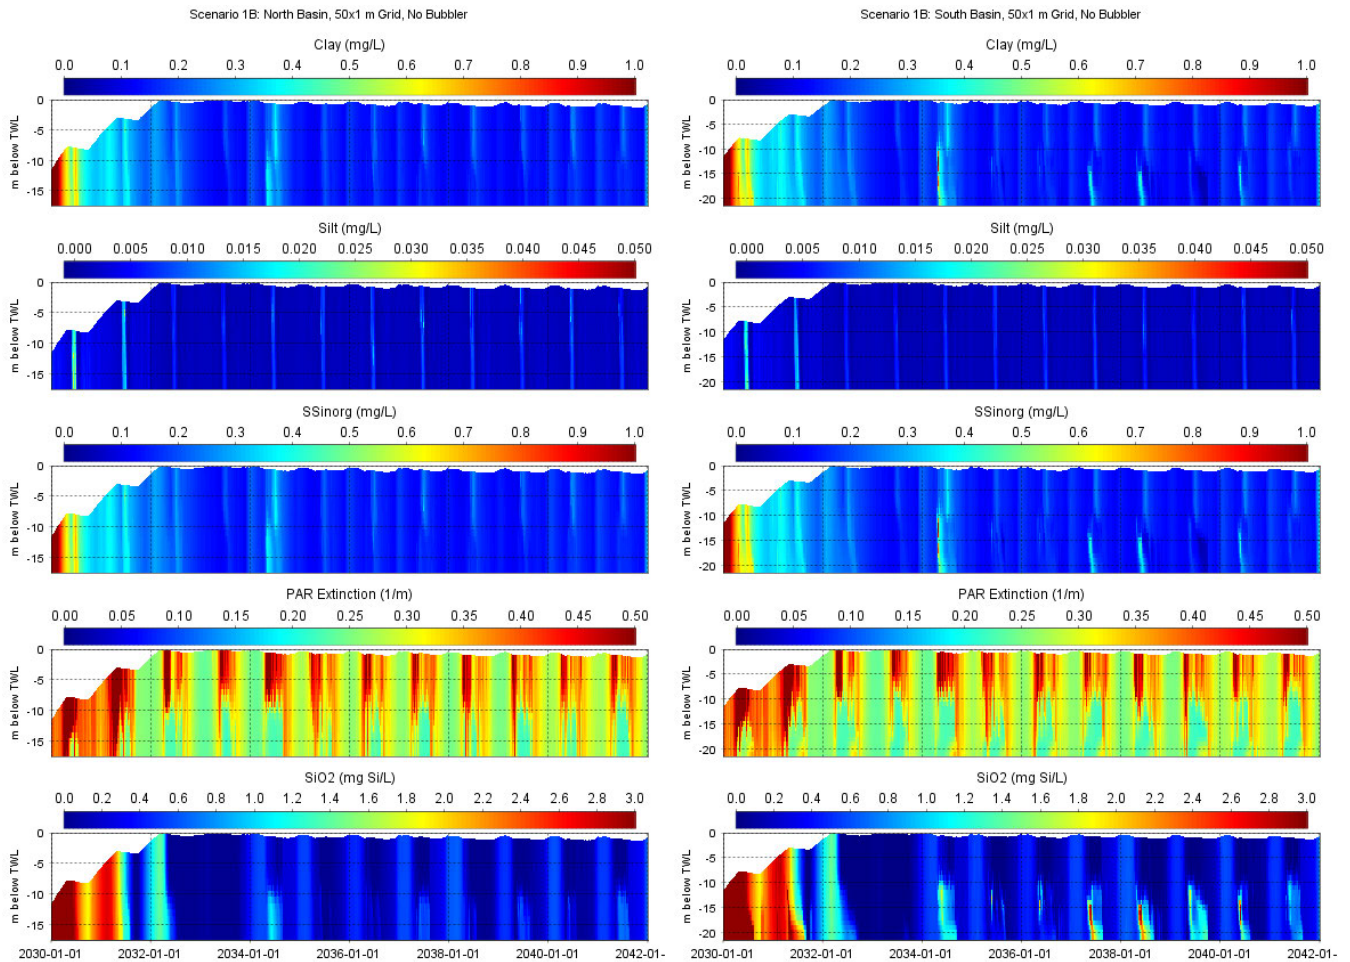 Scenario 1B: North Basin, 50x1 m Grid, No Bubbler
Clay (mg/L)
0.0 0.1 0.2 0.3 0.4 0.5 0.6 0.7 0.8 0.9 1.0
m below TWL
0
-5
-10
-15
Silt (mg/L)
0.000 0.005 0.010 0.015 0.020 0.025 0.030 0.035 0.040 0.045 0.050
m below TWL
0
-5
-10
-15
SSinorg (mg/L)
0.0 0.1 0.2 0.3 0.4 0.5 0.6 0.7 0.8 0.9 1.0
m below TWL
0
-5
-10
-15
PAR Extinction (1/m)
0.00 0.05 0.10 0.15 0.20 0.25 0.30 0.35 0.40 0.45 0.50
m below TWL
0
-5
-10
-15
SiO2 (mg Si/L)
0.0 0.2 0.4 0.6 0.8 1.0 1.2 1.4 1.6 1.8 2.0 2.2 2.4 2.6 2.8 3.0
m below TWL
0
-5
-10
-15
2030-01-01 2032-01-01 2034-01-01 2036-01-01 2038-01-01 2040-01-01 2042-01-
Scenario 1B: South Basin, 50x1 m Grid, No Bubbler
Clay (mg/L)
0.0 0.1 0.2 0.3 0.4 0.5 0.6 0.7 0.8 0.9 1.0
m below TWL
0
-5
-10
-15
-20
Silt (mg/L)
0.000 0.005 0.010 0.015 0.020 0.025 0.030 0.035 0.040 0.045 0.050
m below TWL
0
-5
-10
-15
-20
SSinorg (mg/L)
0.0 0.1 0.2 0.3 0.4 0.5 0.6 0.7 0.8 0.9 1.0
m below TWL
0
-5
-10
-15
-20
PAR Extinction (1/m)
0.00 0.05 0.10 0.15 0.20 0.25 0.30 0.35 0.40 0.45 0.50
m below TWL
0
-5
-10
-15
-20
SiO2 (mg Si/L)
0.0 0.2 0.4 0.6 0.8 1.0 1.2 1.4 1.6 1.8 2.0 2.2 2.4 2.6 2.8 3.0
m below TWL
0
-5
-10
-15
-20
2030-01-01 2032-01-01 2034-01-01 2036-01-01 2038-01-01 2040-01-01 2042-01-